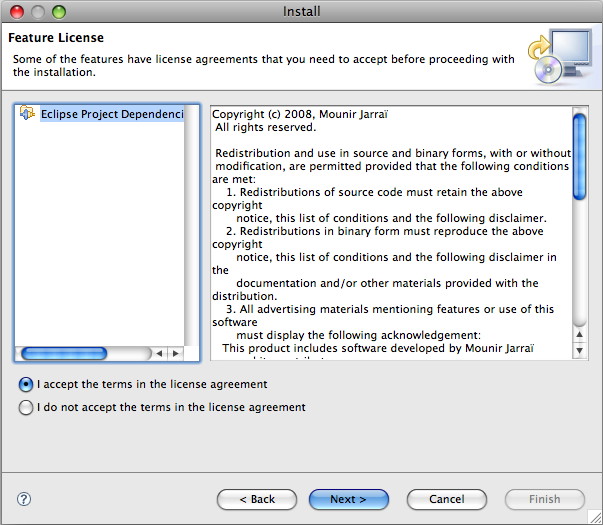 Install
Feature License
Some of the features have license agreements that you need to accept before proceeding with
the installation.
Eclipse Project Dependenci
Copyright (c) 2008, Mounir Jarraï
All rights reserved.
Redistribution and use in source and binary forms, with or without
modification, are permitted provided that the following conditions
are met:
1. Redistributions of source code must retain the above
copyright
notice, this list of conditions and the following disclaimer.
2. Redistributions in binary form must reproduce the above
copyright
notice, this list of conditions and the following disclaimer in
the
documentation and/or other materials provided with the
distribution.
3. All advertising materials mentioning features or use of this
software
must display the following acknowledgement:
This product includes software developed by Mounir Jarraï
I accept the terms in the license agreement
I do not accept the terms in the license agreement
?
< Back
Next >
Cancel
Finish